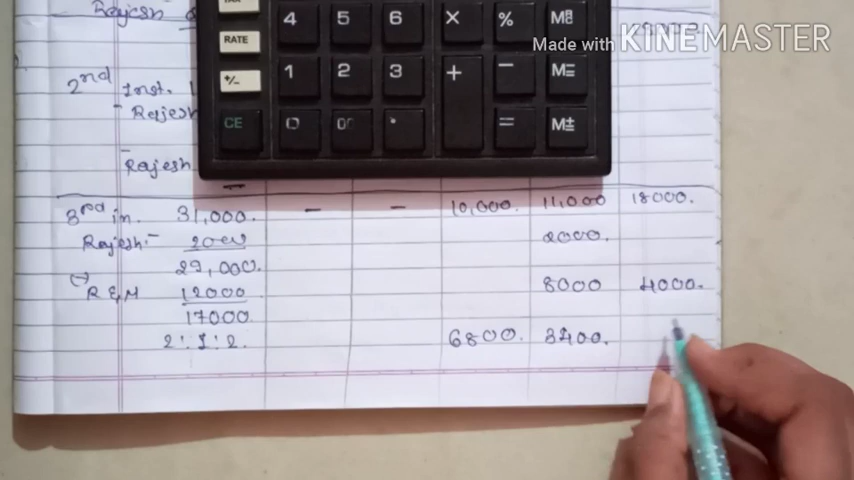 Rajesh
TAX
RATE 4 5 6 × %
Made with KINEMASTER
+/- 1 2 3 + - M=
2nd Inst.
- Rajesh
CE 0 00 . = M±
- Rajesh
3rd in. 31,000. - - 10,000. 11,000 18000.
Rajesh:- 2000 2000.
29,000.
(-) R & M 12000 8000 4000.
17000
2:1:2. 6800. 3400.